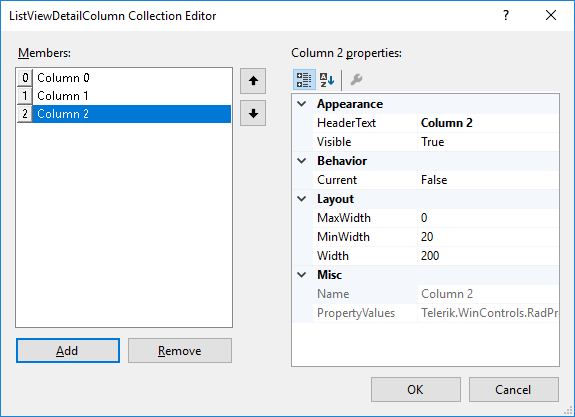 ListViewDetailColumn Collection Editor ?
Members:
0 Column 0
1 Column 1
2 Column 2
Add Remove
Column 2 properties:
Appearance
HeaderText Column 2
Visible True
Behavior
Current False
Layout
MaxWidth 0
MinWidth 20
Width 200
Misc
Name Column 2
PropertyValues Telerik.WinControls.RadPr
OK Cancel